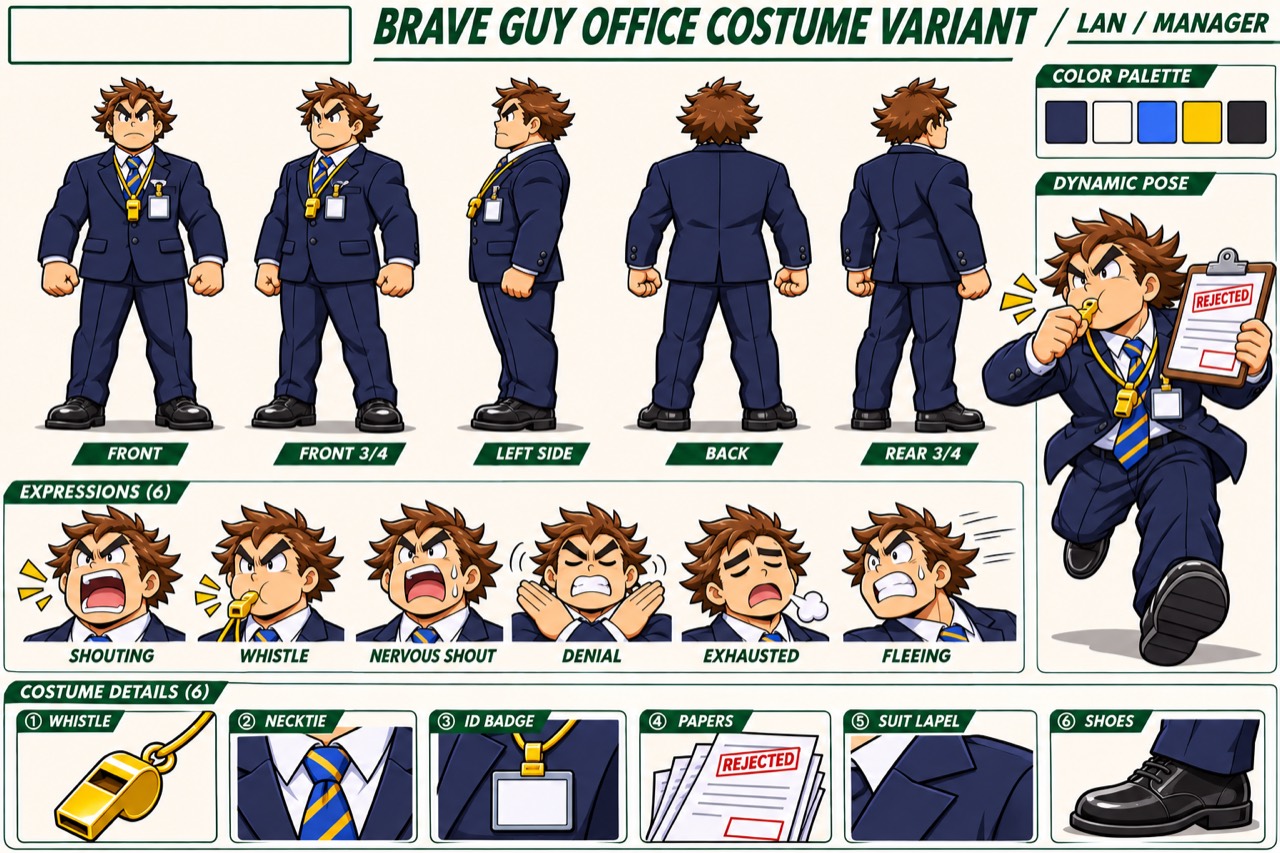 BRAVE GUY OFFICE COSTUME VARIANT / LAN / MANAGER
COLOR PALETTE
DYNAMIC POSE
REJECTED
FRONT
FRONT 3/4
LEFT SIDE
BACK
REAR 3/4
EXPRESSIONS (6)
SHOUTING
WHISTLE
NERVOUS SHOUT
DENIAL
EXHAUSTED
FLEEING
COSTUME DETAILS (6)
① WHISTLE
② NECKTIE
③ ID BADGE
④ PAPERS
REJECTED
⑤ SUIT LAPEL
⑥ SHOES